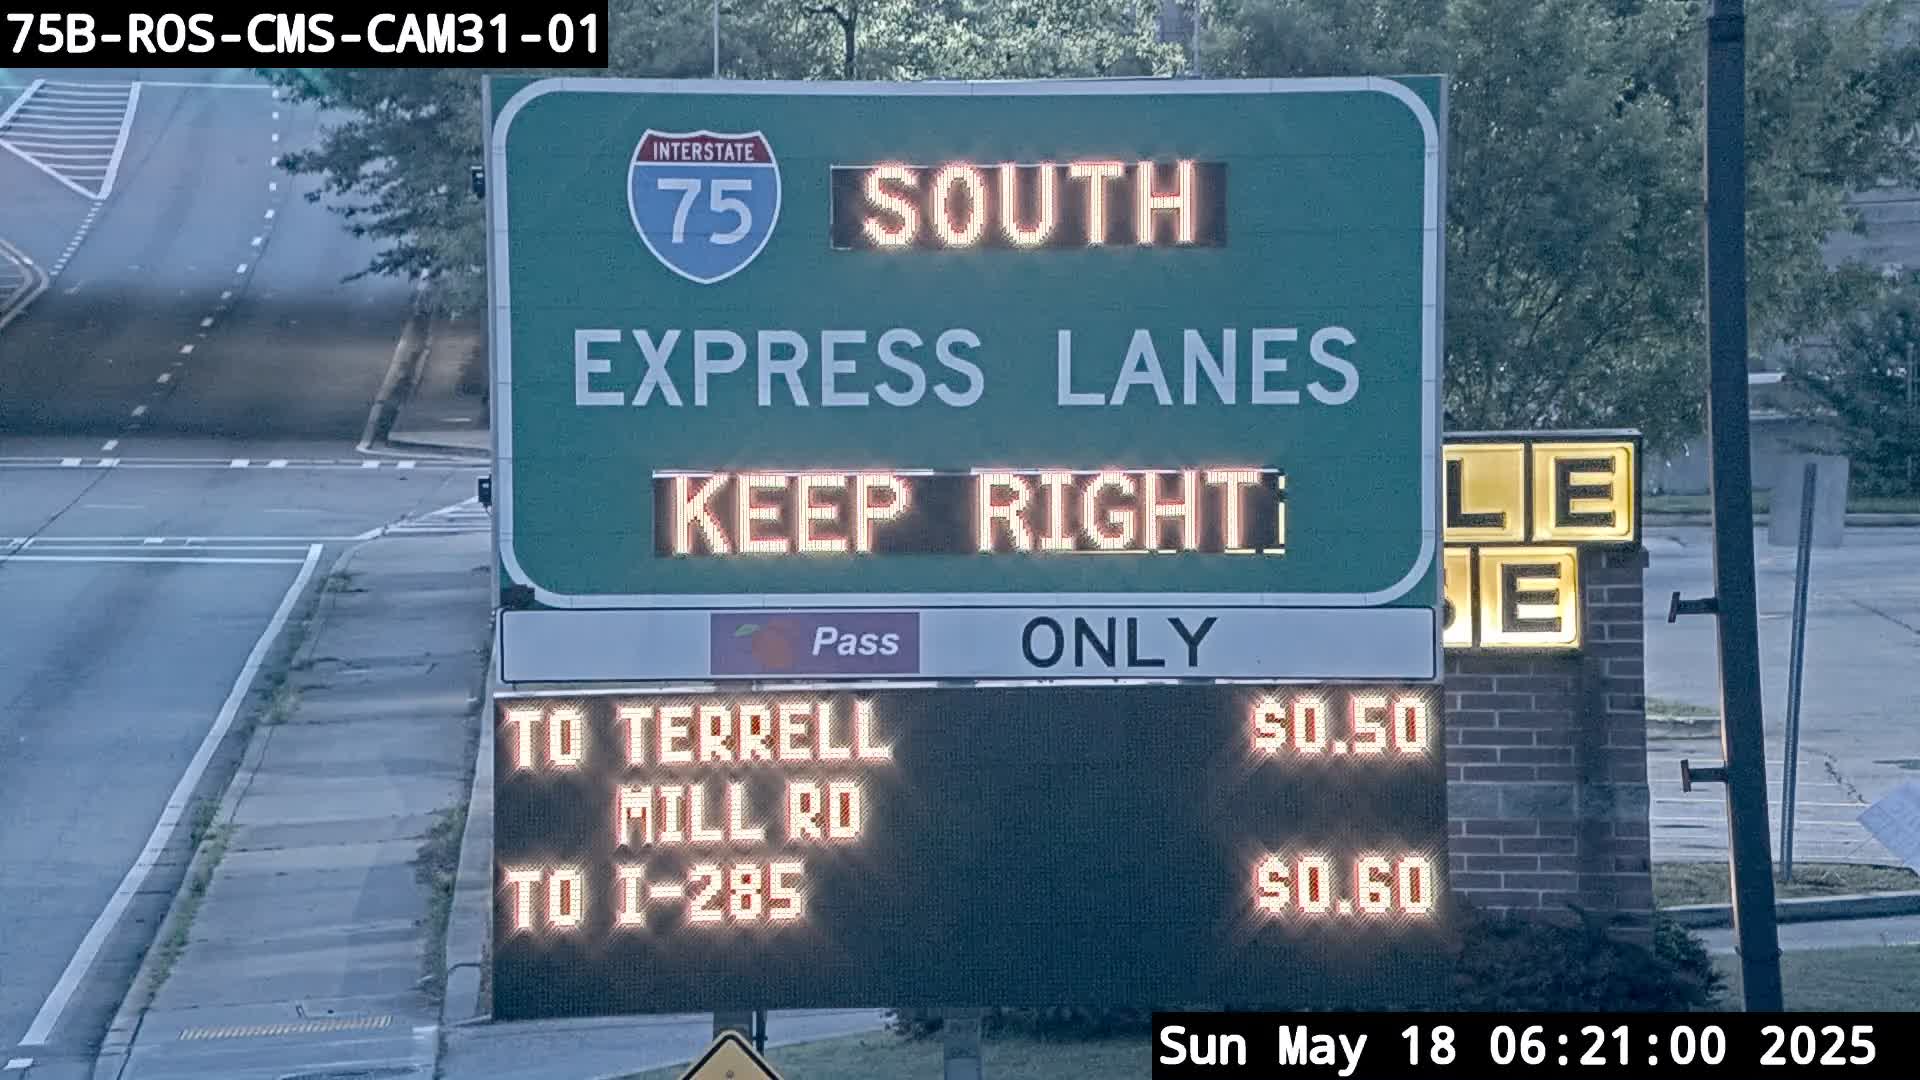 75B-ROS-CMS-CAM31-01
INTERSTATE
75
SOUTH
EXPRESS LANES
KEEP RIGHT
Pass
ONLY
TO TERRELL $0.50
MILL RD
TO I-285 $0.60
LE
E
Sun May 18 06:21:00 2025